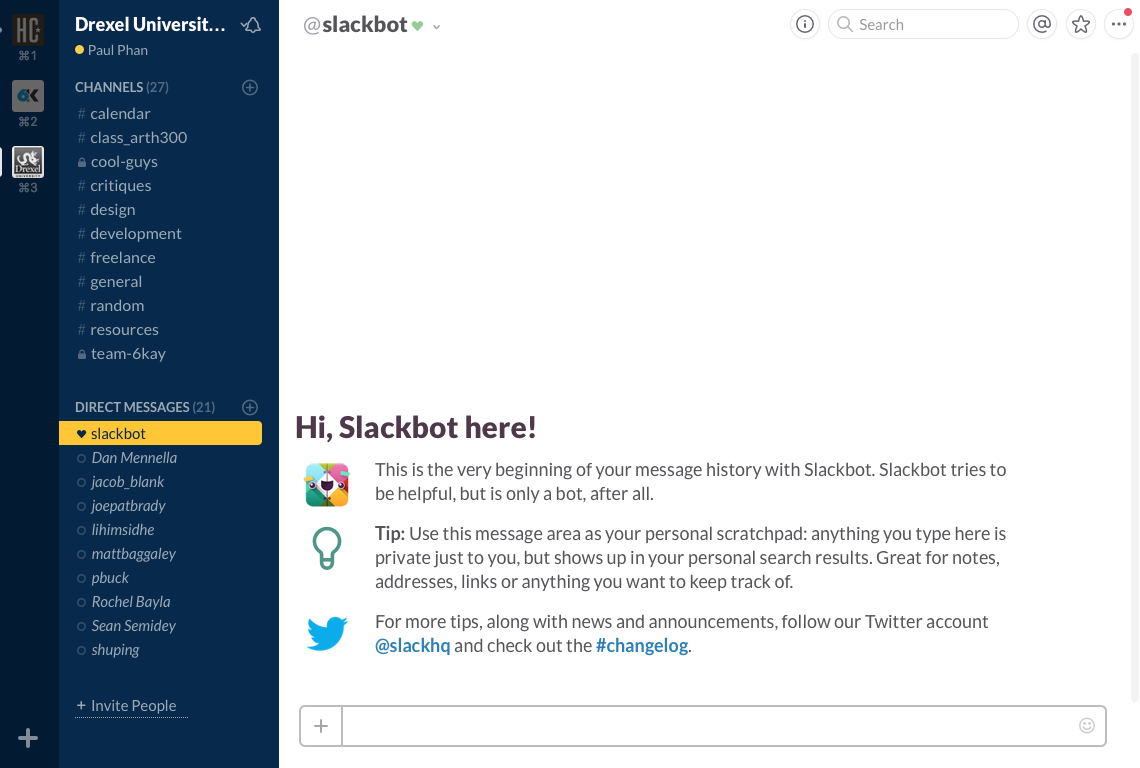 HC
⌘1
K
⌘2
Drexel
UNIVERSITY
⌘3
Drexel Universit...
Paul Phan
CHANNELS (27)
# calendar
# class_arth300
cool-guys
# critiques
# design
# development
# freelance
# general
# random
# resources
team-6kay
DIRECT MESSAGES (21)
slackbot
Dan Mennella
jacob_blank
joepatbrady
lihimsidhe
mattbaggaley
pbuck
Rochel Bayla
Sean Semidey
shuping
+ Invite People
@slackbot
Search
Hi, Slackbot here!
This is the very beginning of your message history with Slackbot. Slackbot tries to
be helpful, but is only a bot, after all.
Tip: Use this message area as your personal scratchpad: anything you type here is
private just to you, but shows up in your personal search results. Great for notes,
addresses, links or anything you want to keep track of.
For more tips, along with news and announcements, follow our Twitter account
@slackhq and check out the #changelog.